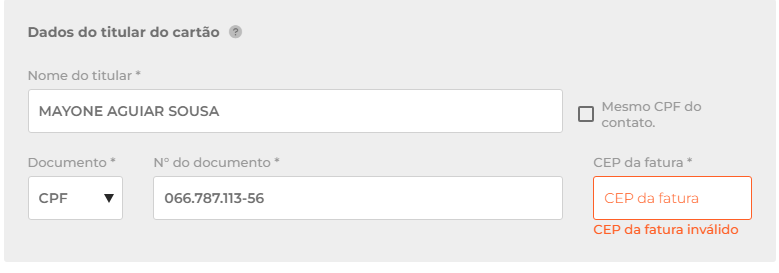 Dados do titular do cartão ?
Nome do titular *
MAYONE AGUIAR SOUSA
Mesmo CPF do
contato.
Documento *
Nº do documento *
CEP da fatura *
CPF
066.787.113-56
CEP da fatura
CEP da fatura inválido